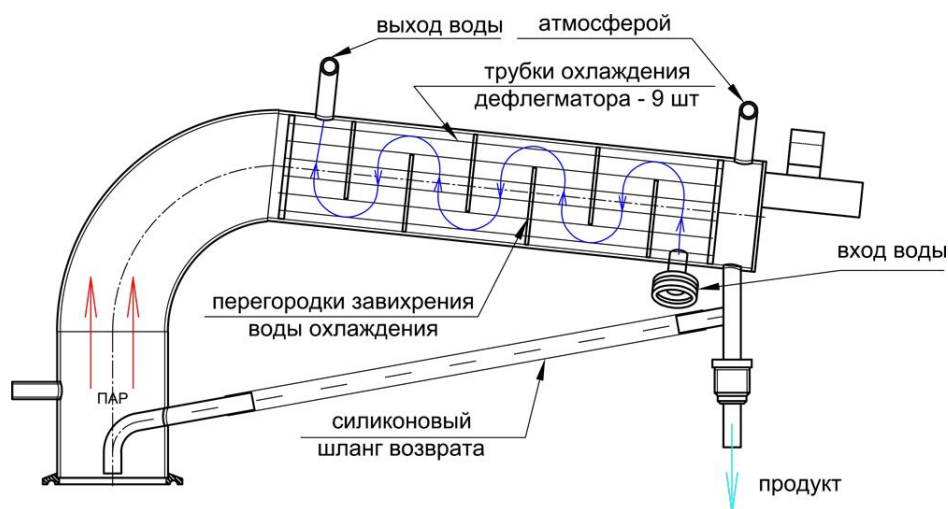 выход воды
атмосферой
трубки охлаждения
дефлегматора - 9 шт
вход воды
перегородки завихрения
воды охлаждения
ПАР
силиконовый
шланг возврата
продукт